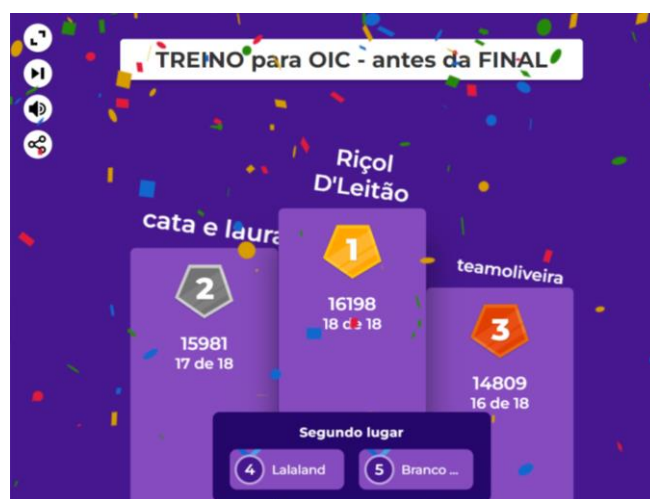 TREINO para OIC - antes da FINAL
Riçol
D'Leitão
cata e laura
teamoliveira
1
16198
18 de 18
2
15981
17 de 18
3
14809
16 de 18
Segundo lugar
4 Lalaland
5 Branco ...